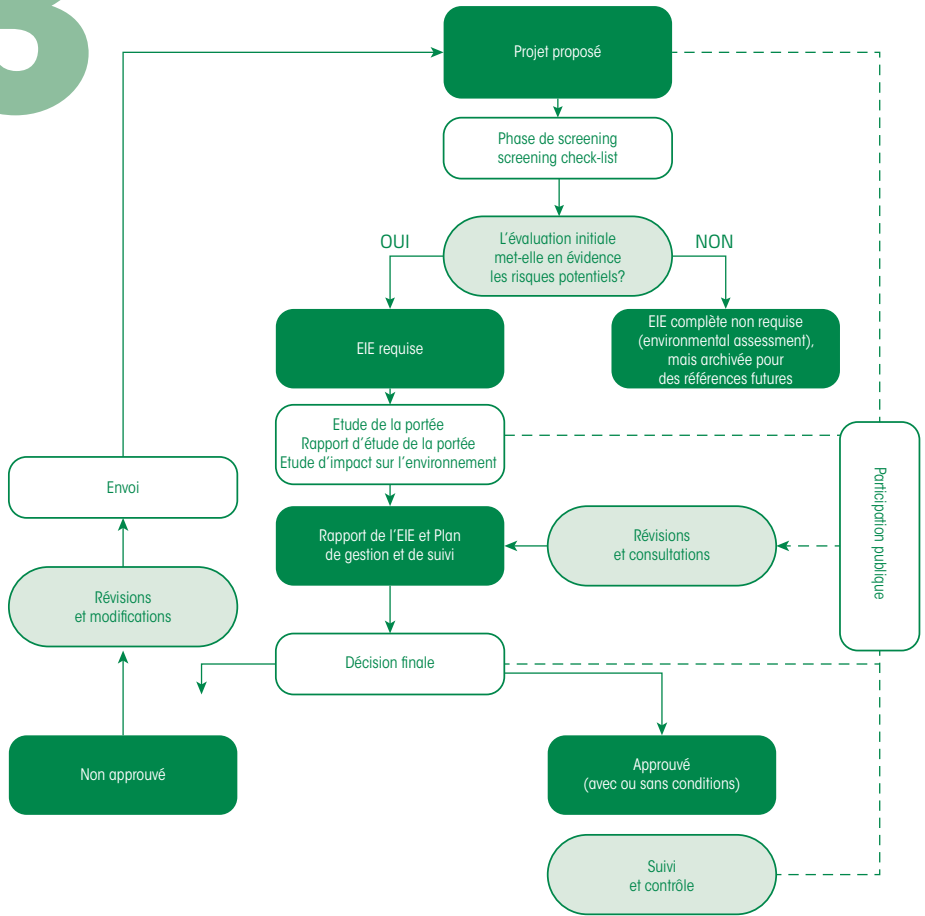 3
Projet proposé
Phase de screening
screening check-list
L'évaluation initiale
met-elle en évidence
les risques potentiels?
OUI
NON
EIE requise
EIE complète non requise
(environmental assessment),
mais archivée pour
des références futures
Etude de la portée
Rapport d'étude de la portée
Etude d'impact sur l'environnement
Participation publique
Envoi
Rapport de l'EIE et Plan
de gestion et de suivi
Révisions
et consultations
Révisions
et modifications
Décision finale
Non approuvé
Approuvé
(avec ou sans conditions)
Suivi
et contrôle